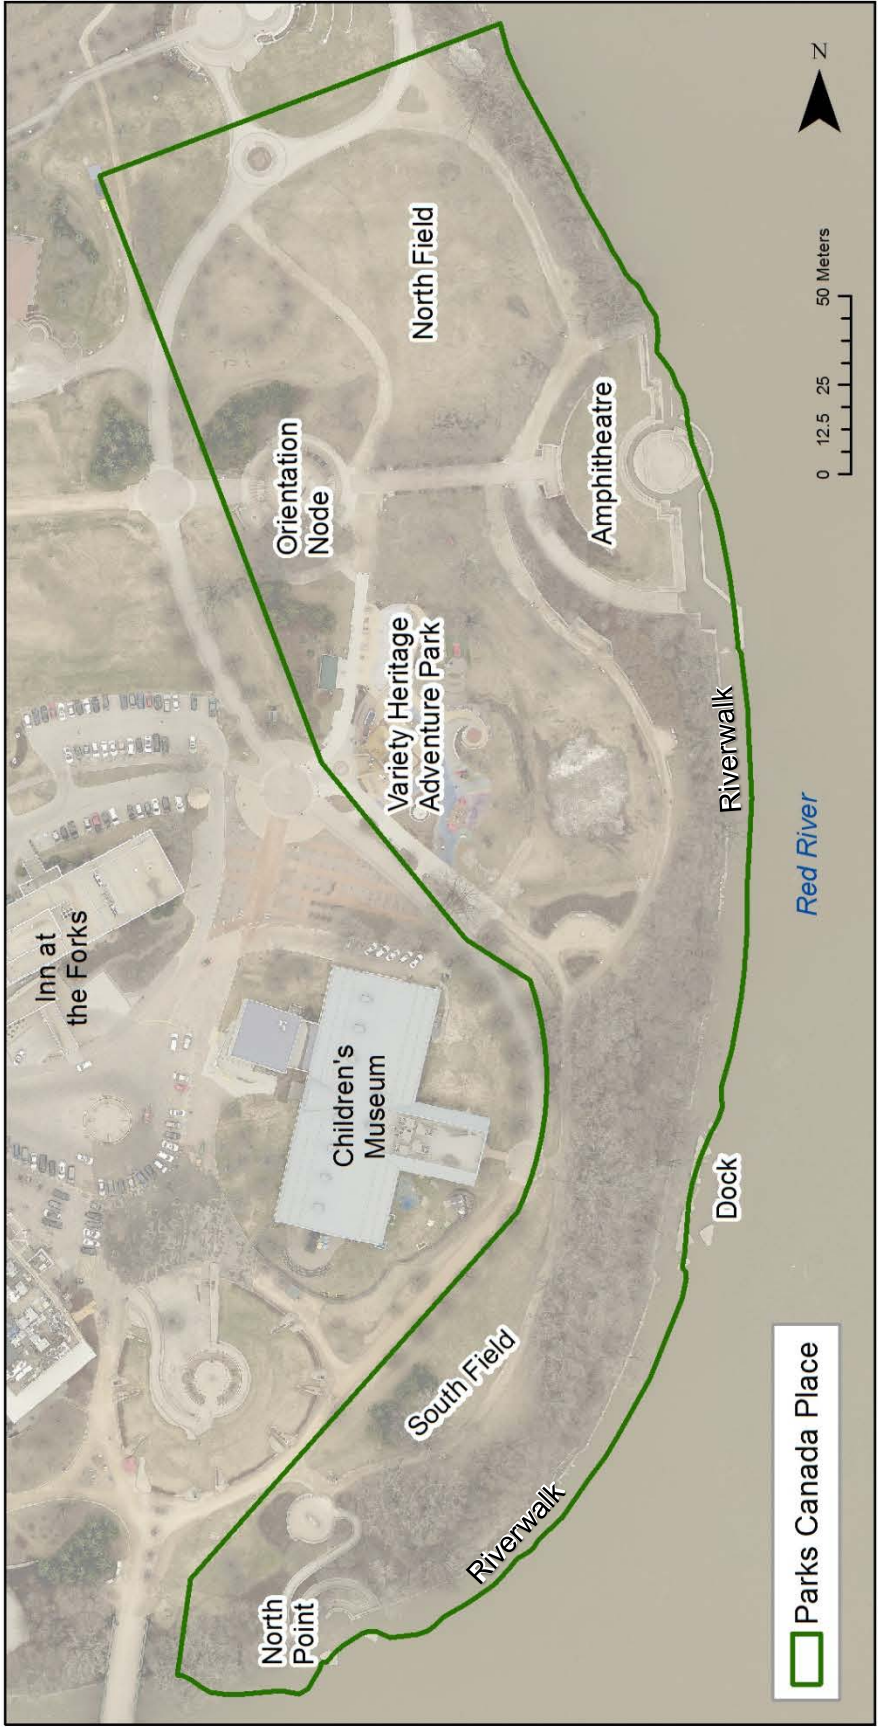 Inn at
the Forks
Children's
Museum
North
Point
South Field
Riverwalk
Dock
Riverwalk
Variety Heritage
Adventure Park
Orientation
Node
North Field
Amphitheatre
Red River
N
0 12.5 25 50 Meters
Parks Canada Place